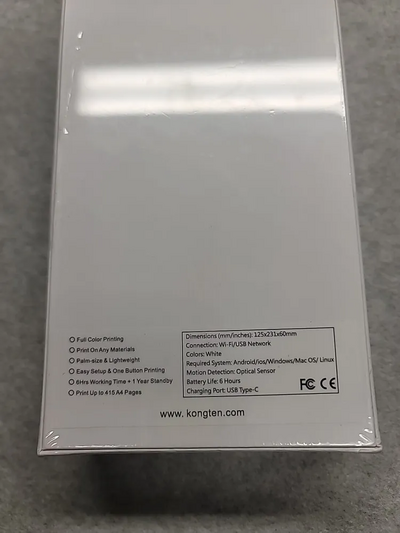 Full Color Printing
Print On Any Materials
Palm-size & Lightweight
Easy Setup & One Button Printing
6Hrs Working Time + 1 Year Standby
Print Up to 415 A4 Pages
Dimensions (mm/inches): 125x231x60mm
Connection: Wi-Fi/USB Network
Colors: White
Required System: Android/ios/Windows/Mac OS/ Linux
Motion Detection: Optical Sensor
Battery Life: 6 Hours
Charging Port: USB Type-C
FC CE
www. kongten.com